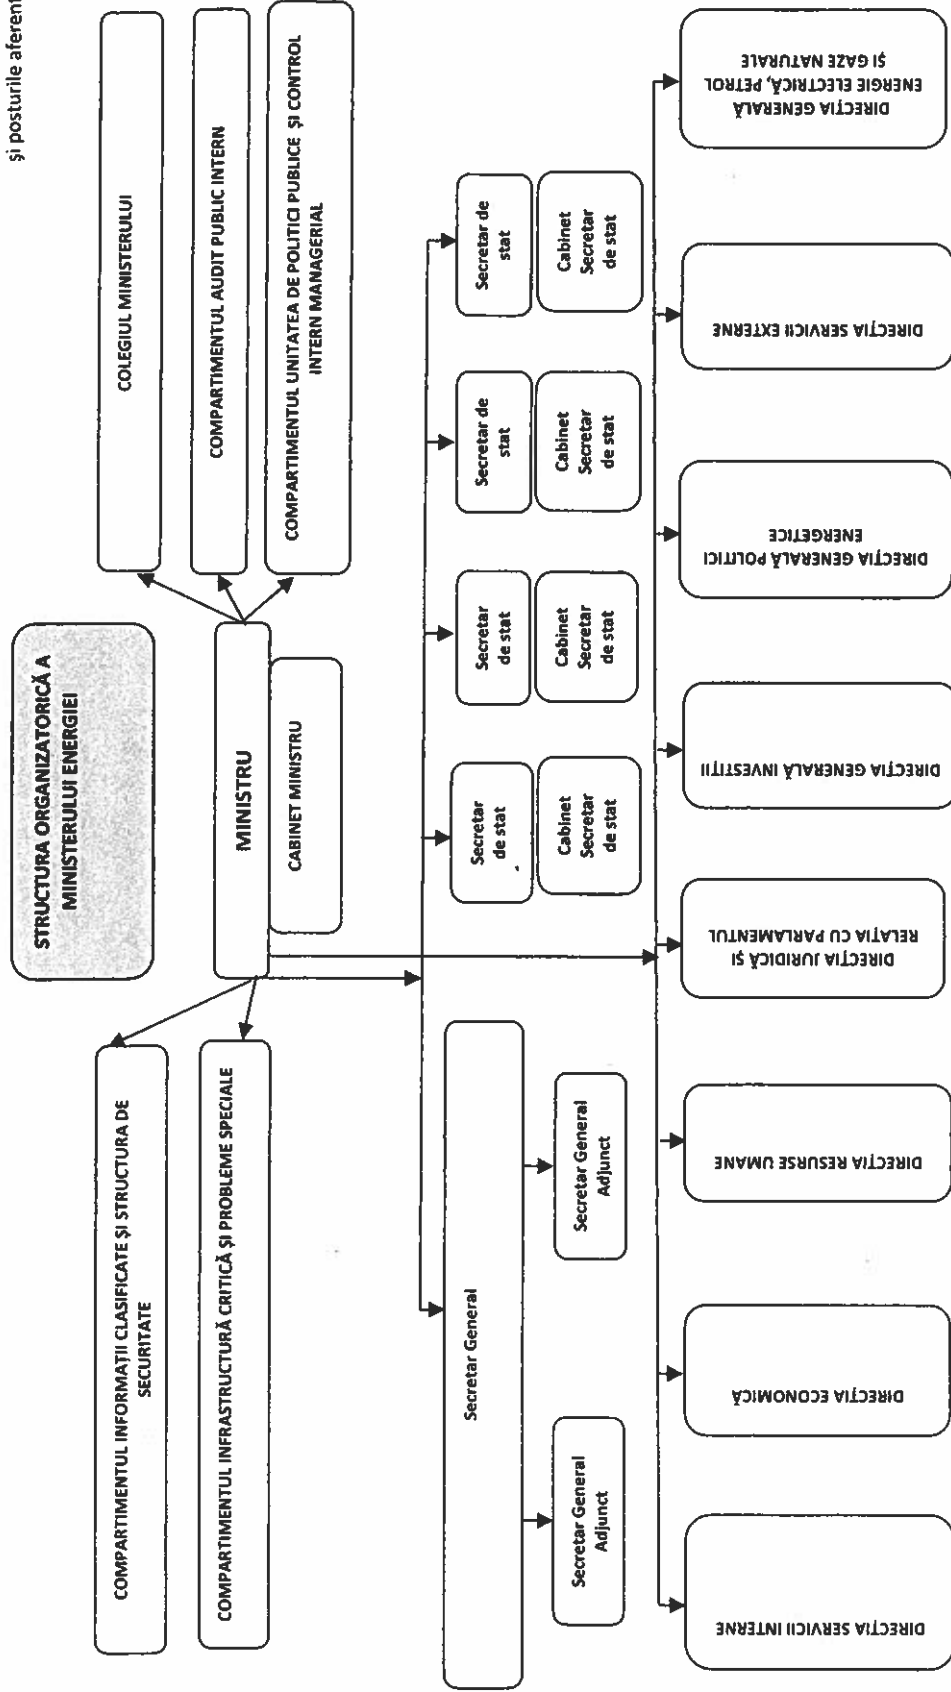 și posturile aferent
STRUCTURA ORGANIZATORICĂ A
MINISTERULUI ENERGIEI
COMPARTIMENTUL INFORMAȚII CLASIFICATE ȘI STRUCTURA DE
SECURITATE
COMPARTIMENTUL INFRASTRUCTURĂ CRITICĂ ȘI PROBLEME SPECIALE
MINISTRU
CABINET MINISTRU
COLEGIUL MINISTERULUI
COMPARTIMENTUL AUDIT PUBLIC INTERN
COMPARTIMENTUL UNITATEA DE POLITICI PUBLICE ȘI CONTROL
INTERN MANAGERIAL
Secretar General
Secretar General
Adjunct
Secretar General
Adjunct
Secretar
de stat
Cabinet
Secretar
de stat
Secretar
de stat
Cabinet
Secretar
de stat
Secretar de
stat
Cabinet
Secretar
de stat
Secretar de
stat
Cabinet
Secretar
de stat
DIRECȚIA SERVICII INTERNE
DIRECȚIA ECONOMICĂ
DIRECȚIA RESURSE UMANE
DIRECȚIA JURIDICĂ ȘI
RELAȚIA CU PARLAMENTUL
DIRECȚIA GENERALĂ INVESTIȚII
DIRECȚIA GENERALĂ POLITICI
ENERGETICE
DIRECȚIA SERVICII EXTERNE
DIRECȚIA GENERALĂ
ENERGIE ELECTRICĂ, PETROL
ȘI GAZE NATURALE